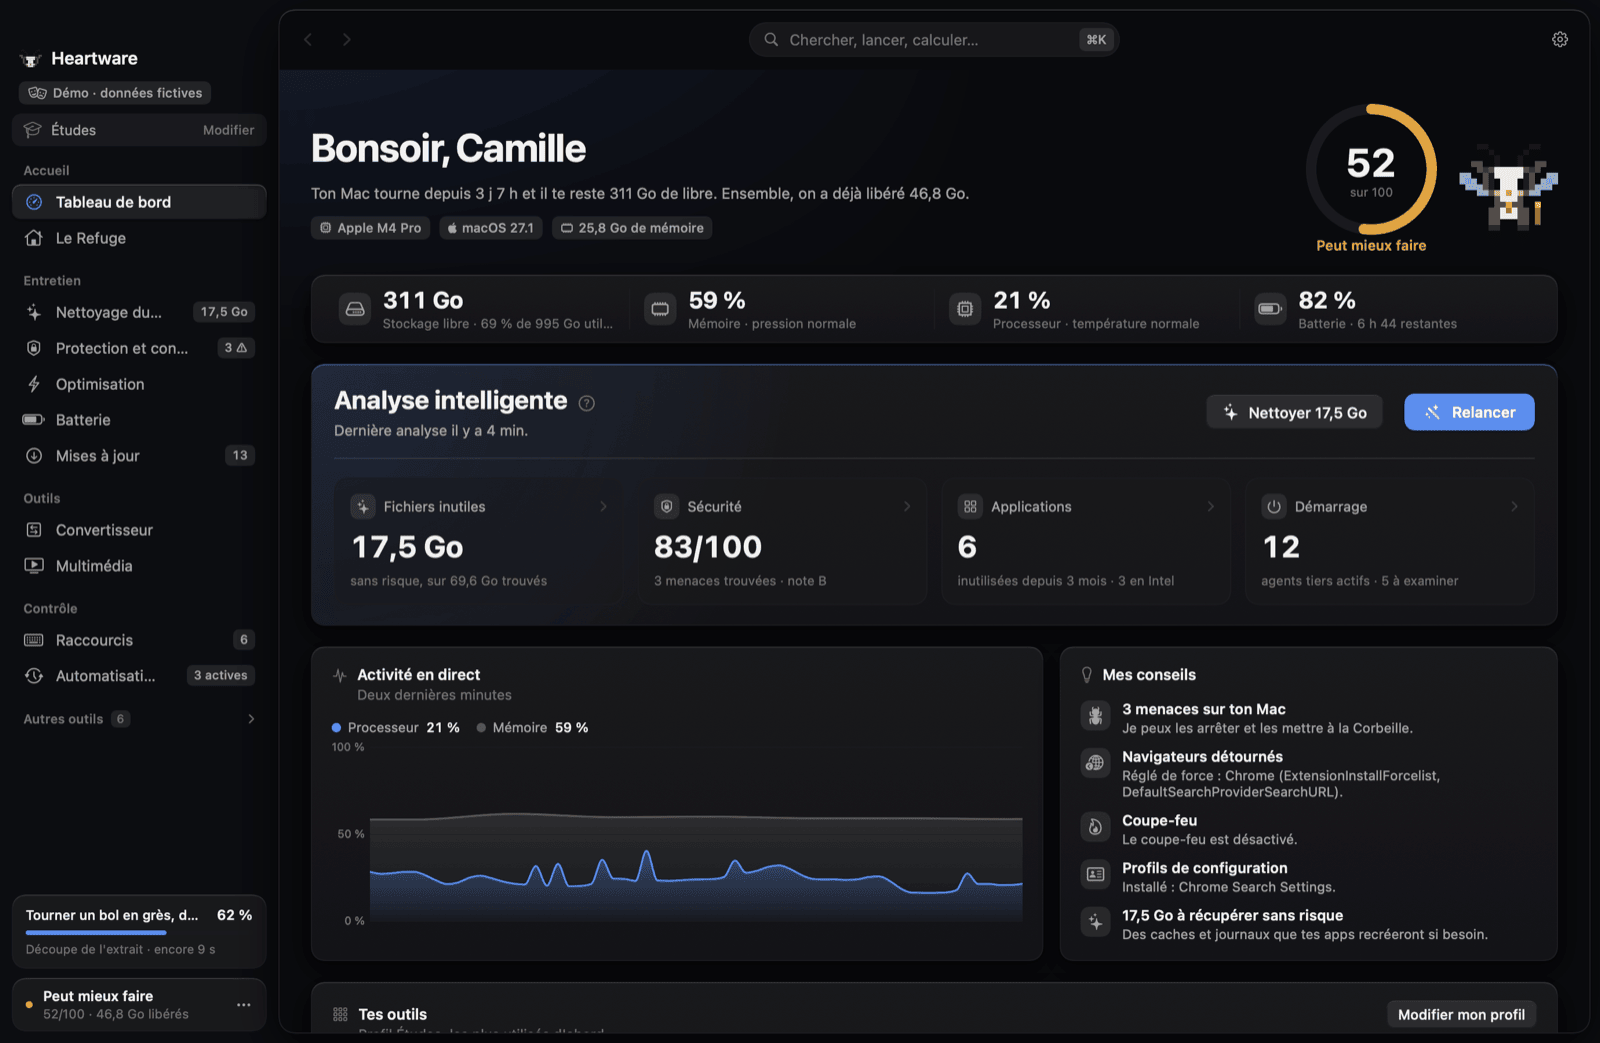 Heartware
Démo · données fictives
Études
Modifier
Accueil
Tableau de bord
Le Refuge
Entretien
Nettoyage du...
17,5 Go
Protection et con...
3
Optimisation
Batterie
Mises à jour
13
Outils
Convertisseur
Multimédia
Contrôle
Raccourcis
6
Automatisati...
3 actives
Autres outils
6
Tourner un bol en grès, d...
62 %
Découpe de l'extrait · encore 9 s
Peut mieux faire
52/100 · 46,8 Go libérés
Chercher, lancer, calculer...
⌘K
Bonsoir, Camille
Ton Mac tourne depuis 3 j 7 h et il te reste 311 Go de libre. Ensemble, on a déjà libéré 46,8 Go.
Apple M4 Pro
macOS 27.1
25,8 Go de mémoire
52
sur 100
Peut mieux faire
311 Go
Stockage libre · 69 % de 995 Go util...
59 %
Mémoire · pression normale
21 %
Processeur · température normale
82 %
Batterie · 6 h 44 restantes
Analyse intelligente
?
Dernière analyse il y a 4 min.
Nettoyer 17,5 Go
Relancer
Fichiers inutiles
17,5 Go
sans risque, sur 69,6 Go trouvés
Sécurité
83/100
3 menaces trouvées · note B
Applications
6
inutilisées depuis 3 mois · 3 en Intel
Démarrage
12
agents tiers actifs · 5 à examiner
Activité en direct
Deux dernières minutes
Processeur 21 %
Mémoire 59 %
100 %
50 %
0 %
Mes conseils
3 menaces sur ton Mac
Je peux les arrêter et les mettre à la Corbeille.
Navigateurs détournés
Réglé de force : Chrome (ExtensionInstallForcelist,
DefaultSearchProviderSearchURL).
Coupe-feu
Le coupe-feu est désactivé.
Profils de configuration
Installé : Chrome Search Settings.
17,5 Go à récupérer sans risque
Des caches et journaux que tes apps recréeront si besoin.
Tes outils
Profil Études, les plus utilisés d'abord
Modifier mon profil